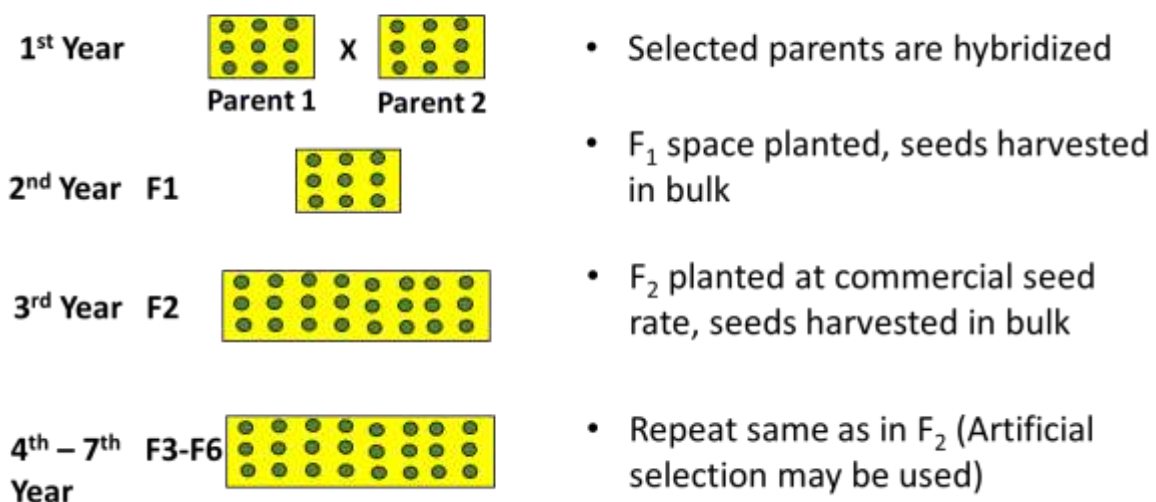 1st Year
X
Parent 1
Parent 2
• Selected parents are hybridized
2nd Year F1
• F1 space planted, seeds harvested
in bulk
3rd Year F2
• F2 planted at commercial seed
rate, seeds harvested in bulk
4th – 7th F3-F6
Year
• Repeat same as in F2 (Artificial
selection may be used)